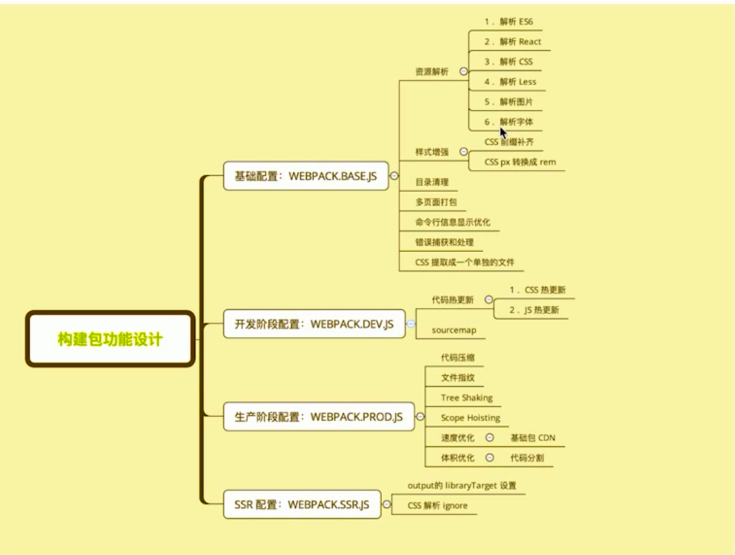 构建包功能设计
基础配置：WEBPACK.BASE.JS
资源解析
1．解析 ES6
2．解析 React
3．解析 CSS
4．解析 Less
5．解析图片
6．解析字体
样式增强
CSS 前缀补齐
CSS px 转换成 rem
目录清理
多页面打包
命令行信息显示优化
错误捕获和处理
CSS 提取成一个单独的文件
开发阶段配置：WEBPACK.DEV.JS
代码热更新
1．CSS 热更新
2．JS 热更新
sourcemap
生产阶段配置：WEBPACK.PROD.JS
代码压缩
文件指纹
Tree Shaking
Scope Hoisting
速度优化
基础包 CDN
体积优化
代码分割
SSR 配置：WEBPACK.SSR.JS
output的 libraryTarget 设置
CSS 解析 ignore